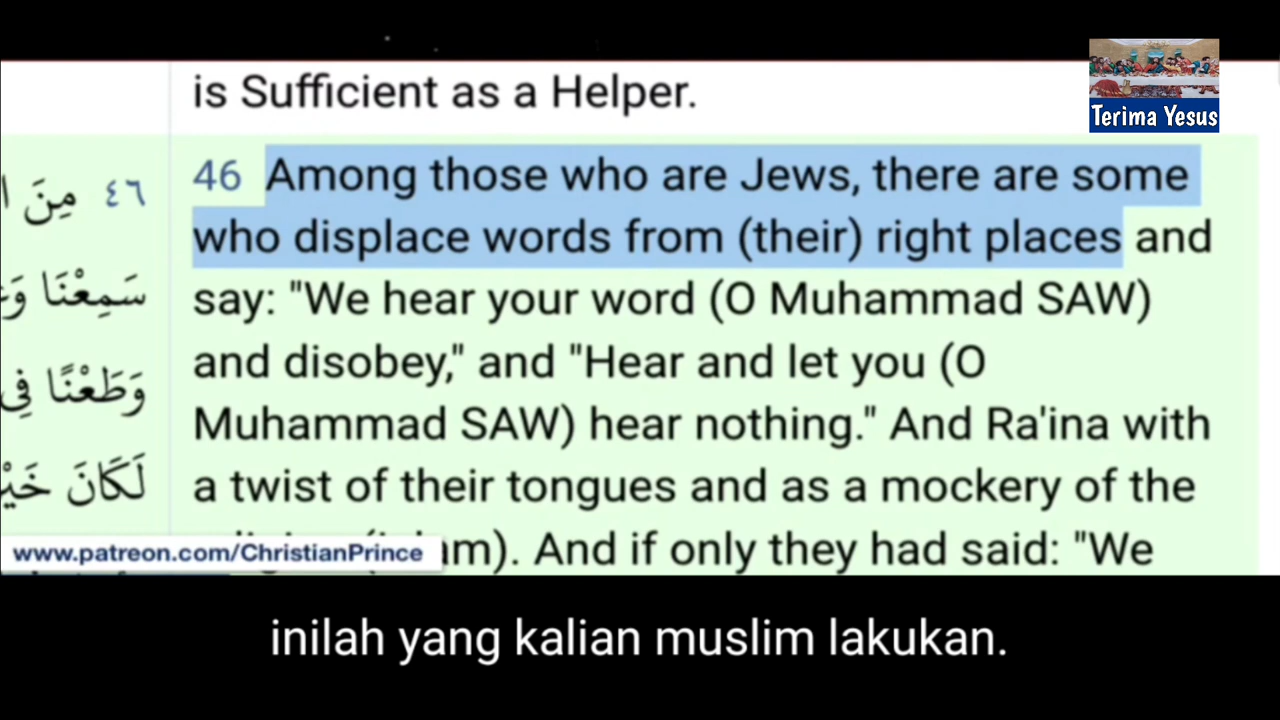 is Sufficient as a Helper.
Terima Yesus
46 Among those who are Jews, there are some
who displace words from (their) right places and
say: "We hear your word (O Muhammad SAW)
and disobey," and "Hear and let you (O
Muhammad SAW) hear nothing." And Ra'ina with
a twist of their tongues and as a mockery of the
am). And if only they had said: "We
٤٦ مِنَ
سَمِعْنَا
وَطَعْنًا فِي
لَكَانَ
www.patreon.com/ChristianPrince
inilah yang kalian muslim lakukan.